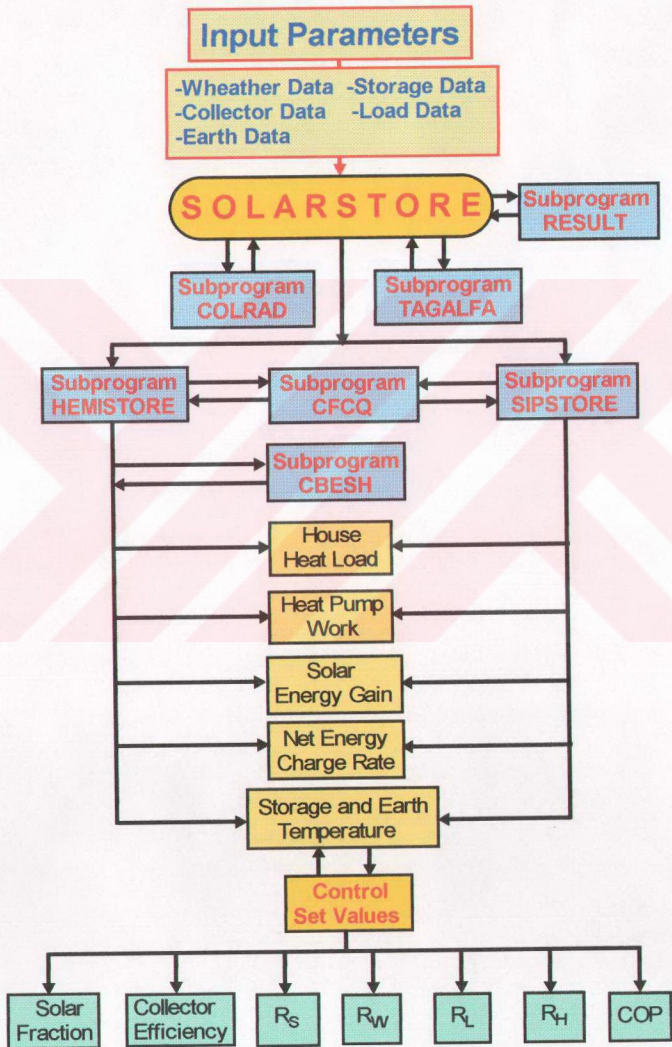 Input Parameters
-Wheather Data -Storage Data
-Collector Data -Load Data
-Earth Data
SOLARSTORE
Subprogram
RESULT
Subprogram
COLRAD
Subprogram
TAGALFA
Subprogram
HEMISTORE
Subprogram
CFCQ
Subprogram
SIPSTORE
Subprogram
CBESH
House
Heat Load
Heat Pump
Work
Solar
Energy Gain
Net Energy
Charge Rate
Storage and Earth
Temperature
Control
Set Values
Solar
Fraction
Collector
Efficiency
RS
RW
RL
RH
COP